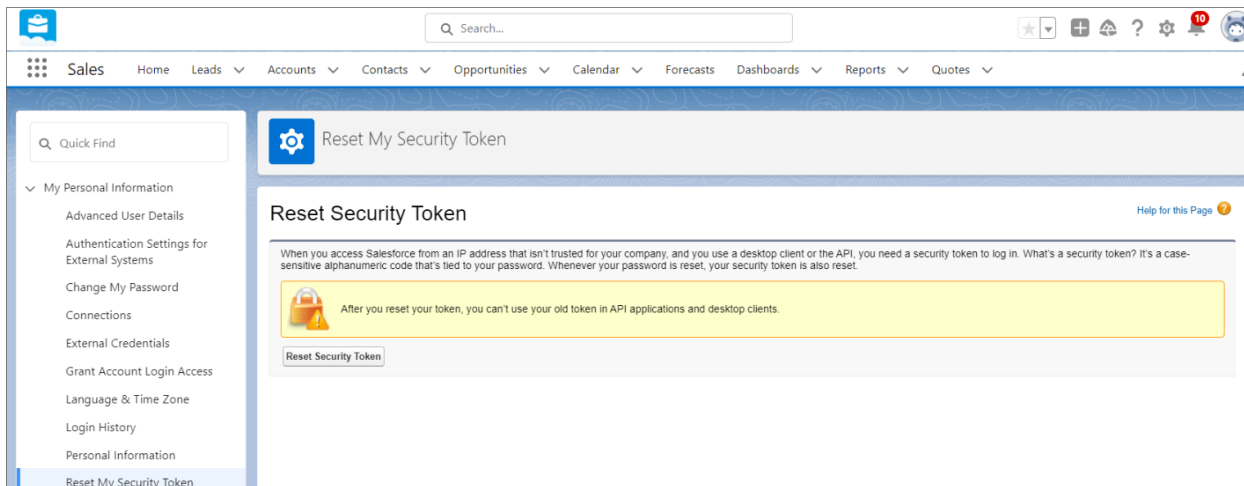 Search...
10
Sales Home Leads Accounts Contacts Opportunities Calendar Forecasts Dashboards Reports Quotes
Quick Find
My Personal Information
Advanced User Details
Authentication Settings for
External Systems
Change My Password
Connections
External Credentials
Grant Account Login Access
Language & Time Zone
Login History
Personal Information
Reset My Security Token
Reset My Security Token
Reset Security Token
Help for this Page ?
When you access Salesforce from an IP address that isn't trusted for your company, and you use a desktop client or the API, you need a security token to log in. What's a security token? It's a case-
sensitive alphanumeric code that's tied to your password. Whenever your password is reset, your security token is also reset.
After you reset your token, you can't use your old token in API applications and desktop clients.
Reset Security Token